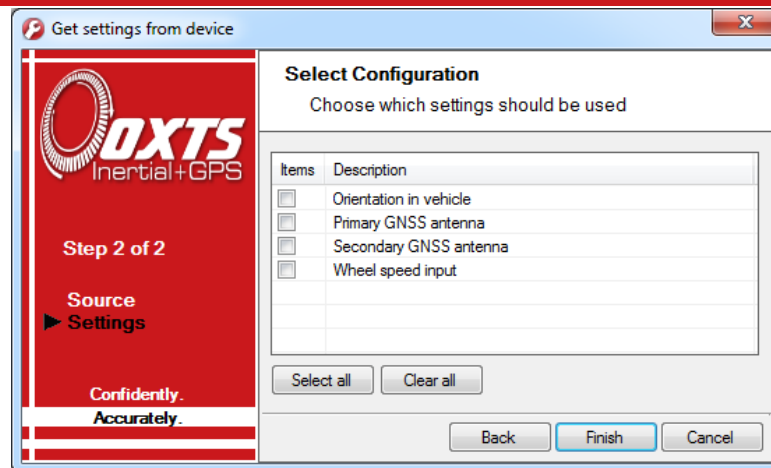 Get settings from device
OXTS
Inertial+GPS
Step 2 of 2
Source
Settings
Confidently.
Accurately.
Select Configuration
Choose which settings should be used
Items Description
Orientation in vehicle
Primary GNSS antenna
Secondary GNSS antenna
Wheel speed input
Select all Clear all
Back Finish Cancel